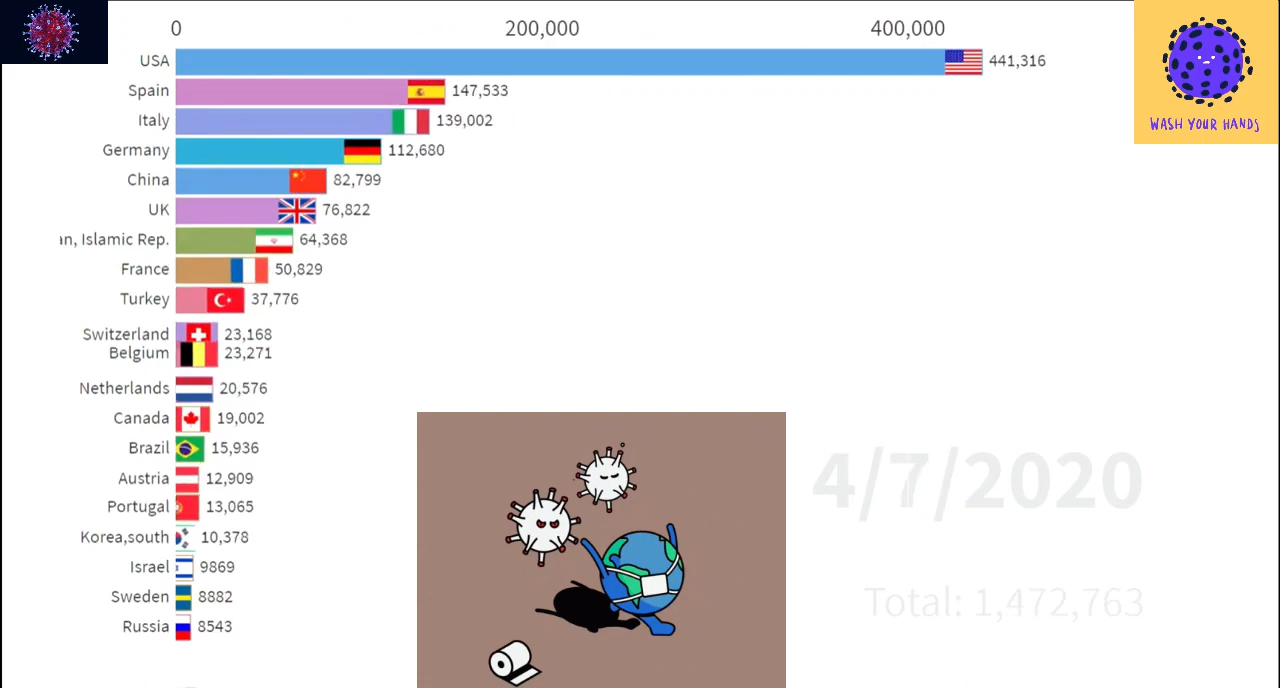 0 200,000 400,000
USA 441,316
WASH YOUR HANDS
Spain 147,533
Italy 139,002
Germany 112,680
China 82,799
UK 76,822
an, Islamic Rep. 64,368
France 50,829
Turkey 37,776
Switzerland 23,168
Belgium 23,271
Netherlands 20,576
Canada 19,002
Brazil 15,936
Austria 12,909
Portugal 13,065
Korea,south 10,378
Israel 9869
Sweden 8882
Russia 8543
4/7/2020
Total: 1,472,763